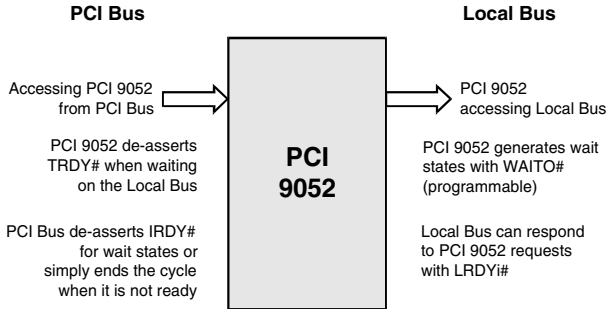 PCI Bus
Local Bus
Accessing PCI 9052
from PCI Bus
PCI 9052 de-asserts
TRDY# when waiting
on the Local Bus
PCI Bus de-asserts IRDY#
for wait states or
simply ends the cycle
when it is not ready
PCI
9052
PCI 9052
accessing Local Bus
PCI 9052 generates wait
states with WAITO#
(programmable)
Local Bus can respond
to PCI 9052 requests
with LRDYi#